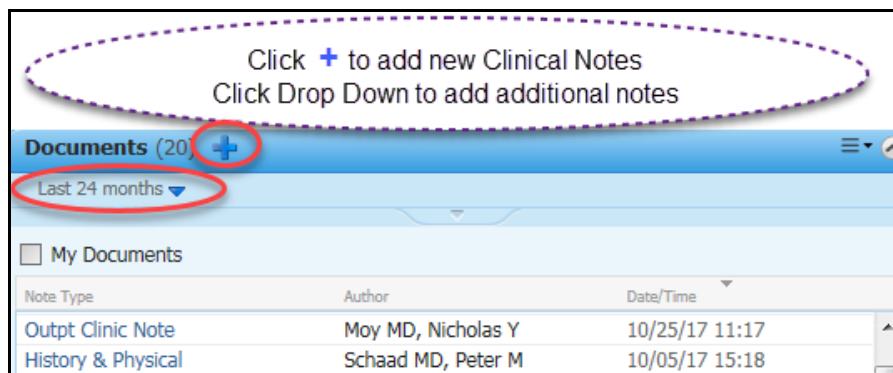 Click + to add new Clinical Notes
Click Drop Down to add additional notes
Documents (20) +
Last 24 months
My Documents
Note Type Author Date/Time
Outpt Clinic Note Moy MD, Nicholas Y 10/25/17 11:17
History & Physical Schaad MD, Peter M 10/05/17 15:18